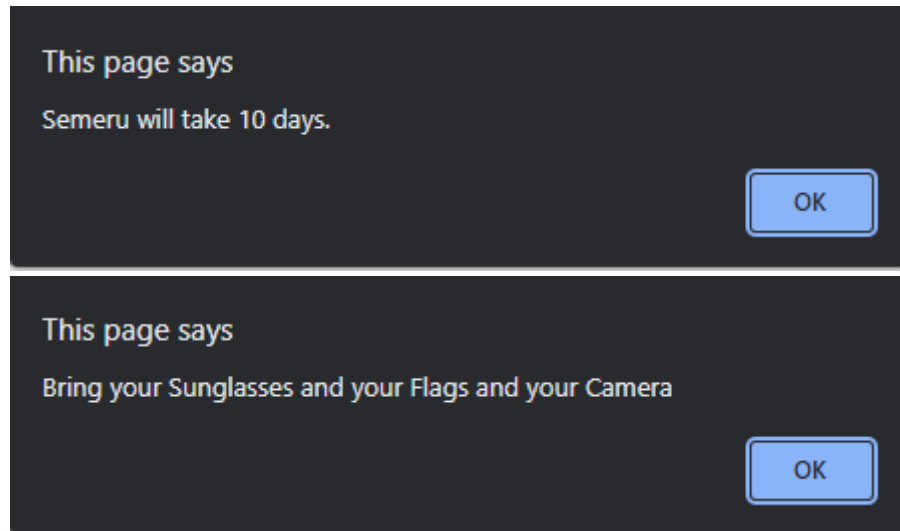 This page says
Semeru will take 10 days.
OK
This page says
Bring your Sunglasses and your Flags and your Camera
OK